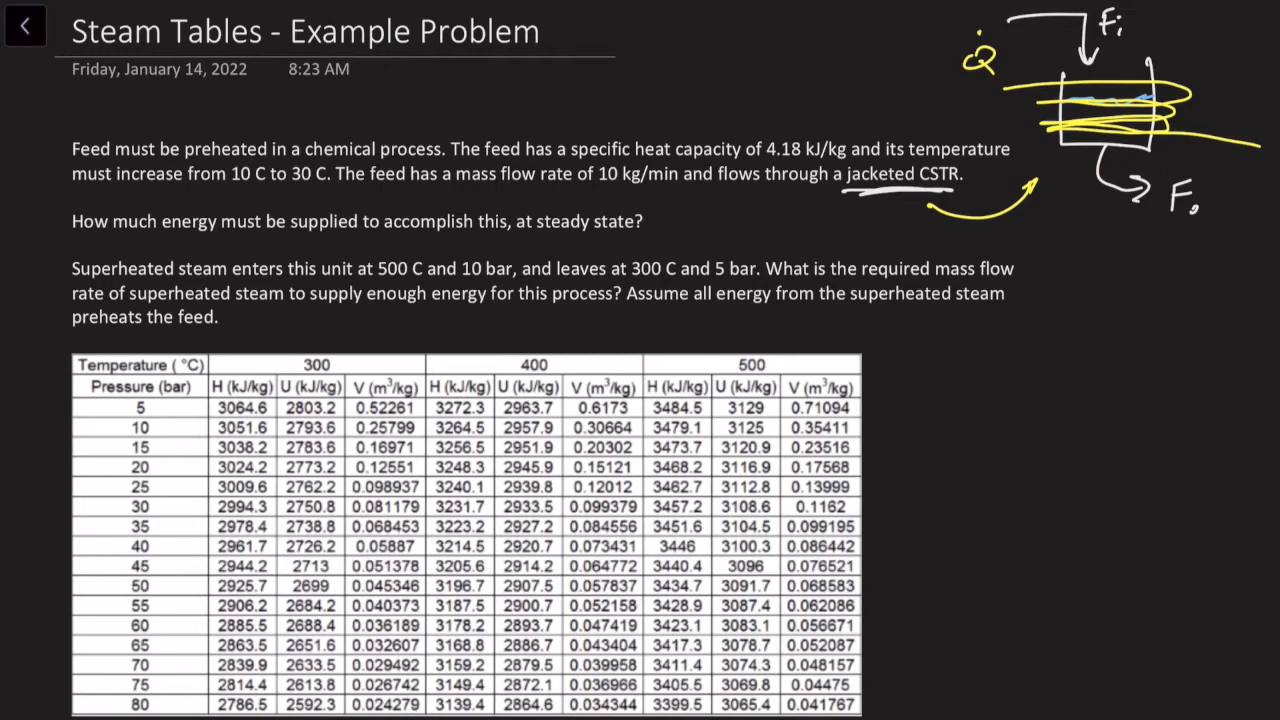 Steam Tables - Example Problem
Friday, January 14, 2022 8:23 AM
Fi
Q̇
Fo
Feed must be preheated in a chemical process. The feed has a specific heat capacity of 4.18 kJ/kg and its temperature
must increase from 10 C to 30 C. The feed has a mass flow rate of 10 kg/min and flows through a jacketed CSTR.
How much energy must be supplied to accomplish this, at steady state?
Superheated steam enters this unit at 500 C and 10 bar, and leaves at 300 C and 5 bar. What is the required mass flow
rate of superheated steam to supply enough energy for this process? Assume all energy from the superheated steam
preheats the feed.
Temperature ( °C) 300 400 500
Pressure (bar) H (kJ/kg) U (kJ/kg) V (m³/kg) H (kJ/kg) U (kJ/kg) V (m³/kg) H (kJ/kg) U (kJ/kg) V (m³/kg)
5 3064.6 2803.2 0.52261 3272.3 2963.7 0.6173 3484.5 3129 0.71094
10 3051.6 2793.6 0.25799 3264.5 2957.9 0.30664 3479.1 3125 0.35411
15 3038.2 2783.6 0.16971 3256.5 2951.9 0.20302 3473.7 3120.9 0.23516
20 3024.2 2773.2 0.12551 3248.3 2945.9 0.15121 3468.2 3116.9 0.17568
25 3009.6 2762.2 0.098937 3240.1 2939.8 0.12012 3462.7 3112.8 0.13999
30 2994.3 2750.8 0.081179 3231.7 2933.5 0.099379 3457.2 3108.6 0.1162
35 2978.4 2738.8 0.068453 3223.2 2927.2 0.084556 3451.6 3104.5 0.099195
40 2961.7 2726.2 0.05887 3214.5 2920.7 0.073431 3446 3100.3 0.086442
45 2944.2 2713 0.051378 3205.6 2914.2 0.064772 3440.4 3096 0.076521
50 2925.7 2699 0.045346 3196.7 2907.5 0.057837 3434.7 3091.7 0.068583
55 2906.2 2684.2 0.040373 3187.5 2900.7 0.052158 3428.9 3087.4 0.062086
60 2885.5 2688.4 0.036189 3178.2 2893.7 0.047419 3423.1 3083.1 0.056671
65 2863.5 2651.6 0.032607 3168.8 2886.7 0.043404 3417.3 3078.7 0.052087
70 2839.9 2633.5 0.029492 3159.2 2879.5 0.039958 3411.4 3074.3 0.048157
75 2814.4 2613.8 0.026742 3149.4 2872.1 0.036966 3405.5 3069.8 0.04475
80 2786.5 2592.3 0.024279 3139.4 2864.6 0.034344 3399.5 3065.4 0.041767